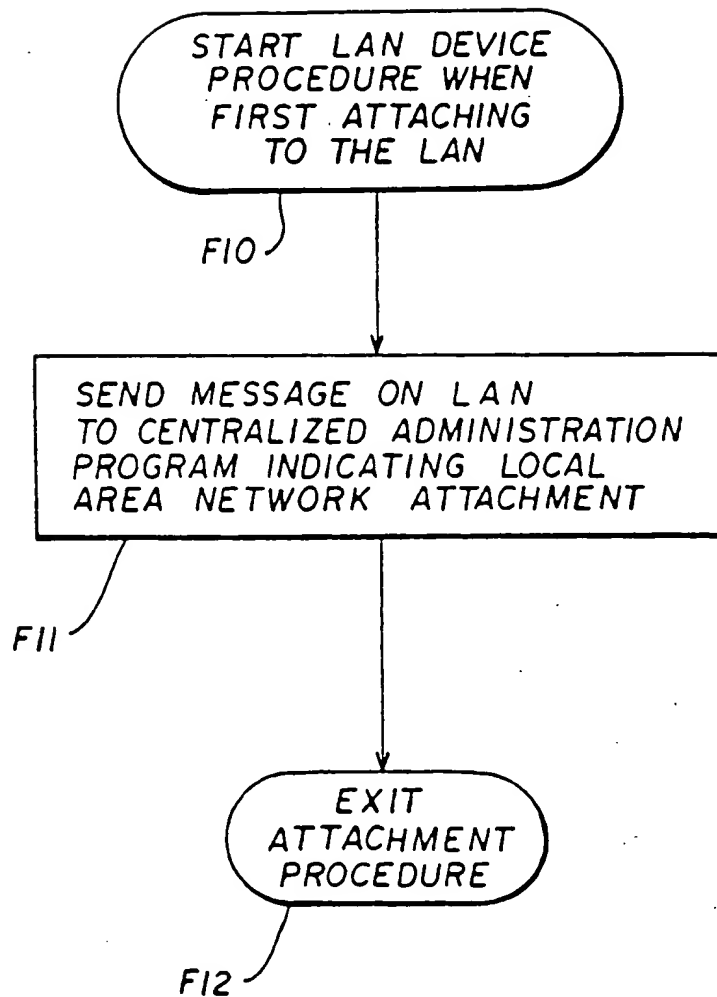 START LAN DEVICE
PROCEDURE WHEN
FIRST ATTACHING
TO THE LAN
F10
SEND MESSAGE ON LAN
TO CENTRALIZED ADMINISTRATION
PROGRAM INDICATING LOCAL
AREA NETWORK ATTACHMENT
F11
EXIT
ATTACHMENT
PROCEDURE
F12